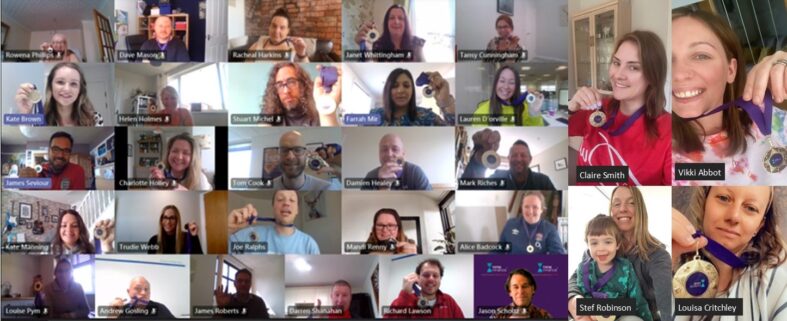 Rowena Phillips
Dave Mason
Racheal Harkins
Janet Whittingham
Tamsy Cunningham
Kate Brown
Helen Holmes
Stuart Michel
Farrah Mir
Lauren D'orville
James Seviour
Charlotte Holley
Tom Cook
Damien Healey
Mark Riches
Kate Manning
Trudie Webb
Joe Ralphs
Mandi Renny
Alice Badcock
Louise Pym
Andrew Gosling
James Roberts
Darren Shanahan
Richard Lawson
Jason Scholtz
Claire Smith
Vikki Abbot
Stef Robinson
Louisa Critchley